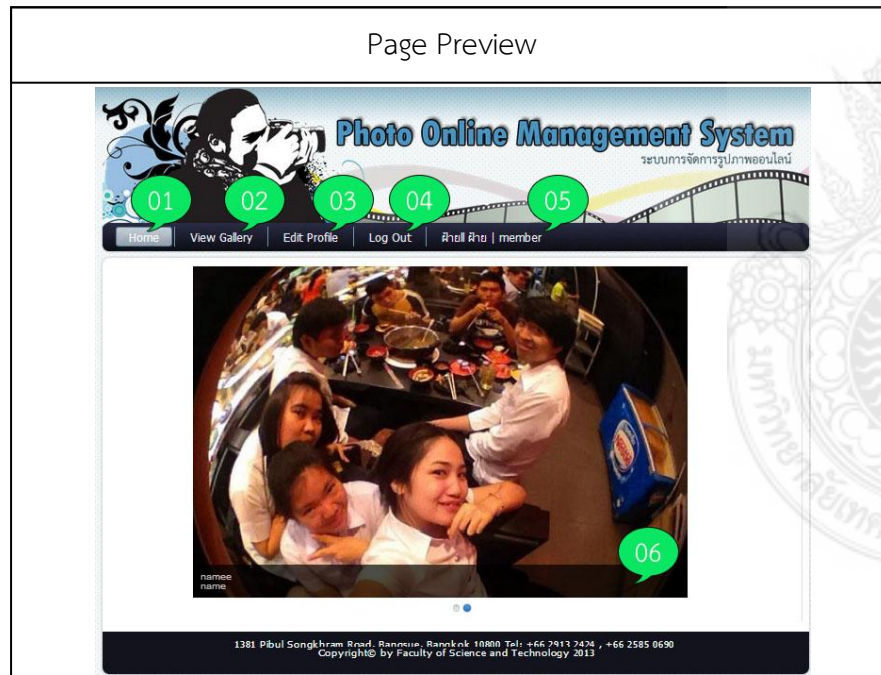 Page Preview
Photo Online Management System
ระบบการจัดการรูปภาพออนไลน์
01 02 03 04 05
Home View Gallery Edit Profile Log Out ฝ้ายll ฝ้าย | member
06
namee
name
1381 Pibul Songkhram Road, Bangsue, Bangkok 10800 Tel: +66 2913 2424 , +66 2585 0690
Copyright© by Faculty of Science and Technology 2013